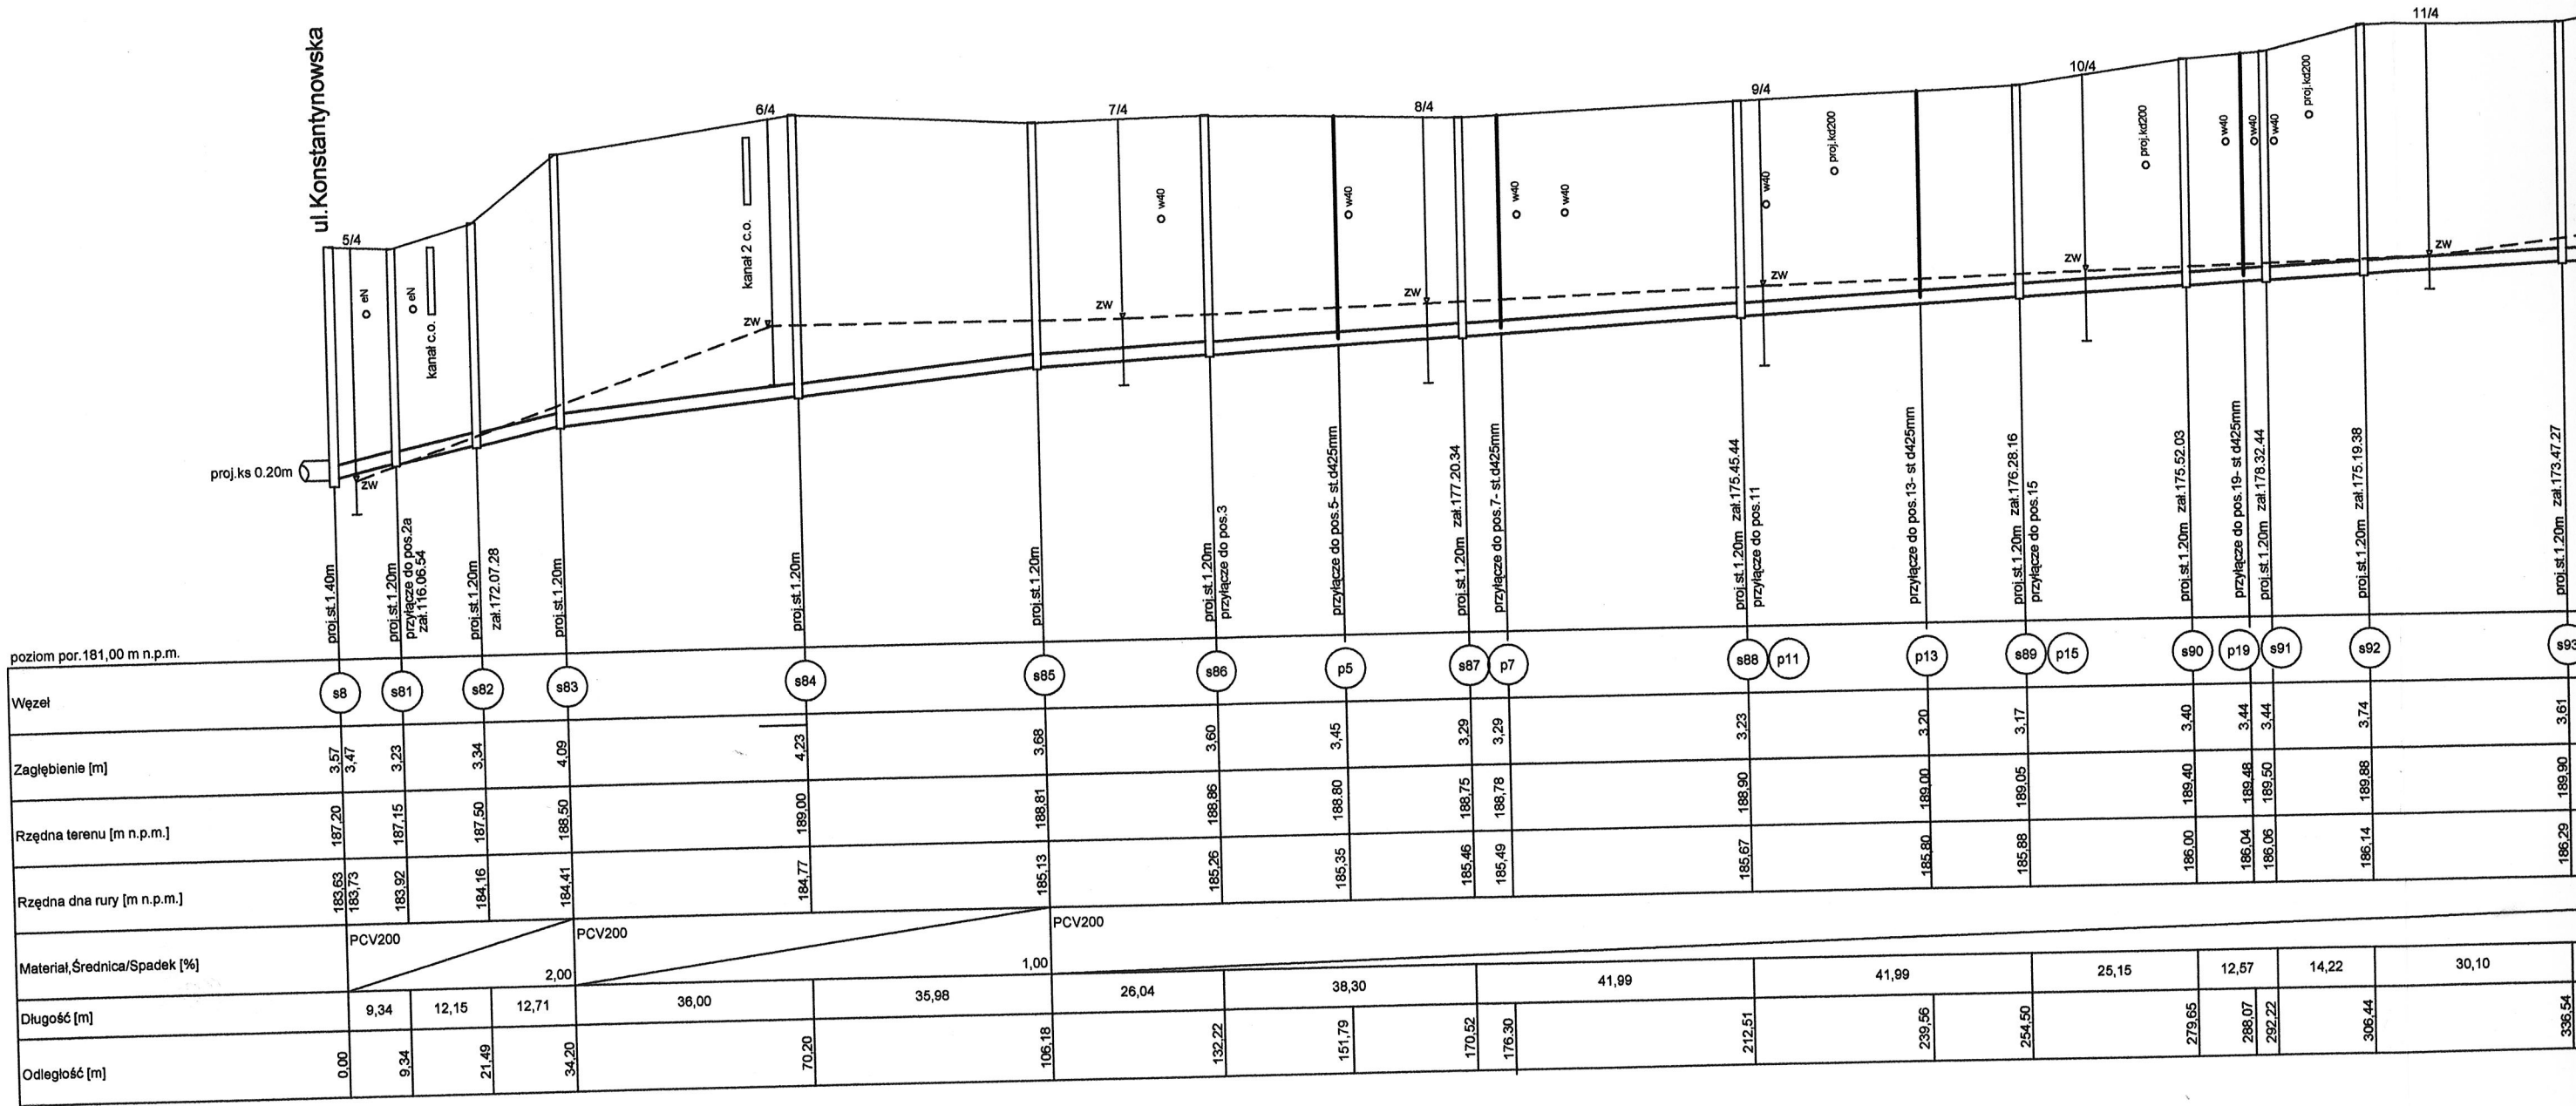 ul.Konstantynowska
5/4
6/4
7/4
8/4
9/4
10/4
11/4
eN
eN
kanał c.o.
kanał 2 c.o.
w40
w40
w40
w40
w40
proj.kd200
proj.kd200
w40
w40
w40
proj.kd200
zw
zw
zw
zw
zw
zw
zw
proj.ks 0.20m
proj.st.1.40m
proj.st.1.20m
przyłącze do pos.2a
zał.116.06.54
proj.st.1.20m
zał.172.07.28
proj.st.1.20m
proj.st.1.20m
proj.st.1.20m
proj.st.1.20m
przyłącze do pos.3
przyłącze do pos.5- st.d425mm
proj.st.1.20m zał.177.20.34
przyłącze do pos.7- st.d425mm
proj.st.1.20m zał.175.45.44
przyłącze do pos.11
przyłącze do pos.13- st d425mm
proj.st.1.20m zał.176.28.16
przyłącze do pos.15
proj.st.1.20m zał.175.52.03
przyłącze do pos.19- st d425mm
proj.st.1.20m zał.178.32.44
proj.st.1.20m zał.175.19.38
proj.st.1.20m zał.173.47.27
poziom por.181,00 m n.p.m.
Węzeł s8 s81 s82 s83 s84 s85 s86 p5 s87 p7 s88 p11 p13 s89 p15 s90 p19 s91 s92 s93
Zagłębienie [m] 3,57 3,47 3,23 3,34 4,09 4,23 3,68 3,60 3,45 3,29 3,29 3,23 3,20 3,17 3,40 3,44 3,44 3,74 3,61
Rzędna terenu [m n.p.m.] 187,20 187,15 187,50 188,50 189,00 188,81 188,86 188.80 188,75 188,78 188,90 189,00 189,05 189,40 189,48 189,50 189,88 189,90
Rzędna dna rury [m n.p.m.] 183,63 183,73 183,92 184,16 184,41 184,77 185,13 185,26 185,35 185,46 185,49 185,67 185,80 185,88 186,00 186,04 186,06 186,14 186,29
Materiał,Średnica/Spadek [%] PCV200 2,00 PCV200 1,00 PCV200
Długość [m] 9,34 12,15 12,71 36,00 35,98 26,04 38,30 41,99 41,99 25,15 12,57 14,22 30,10
Odległość [m] 0,00 9,34 21,49 34,20 70,20 106,18 132,22 151,79 170,52 176.30 212,51 239,56 254,50 279,65 288,07 292,22 306,44 336,54